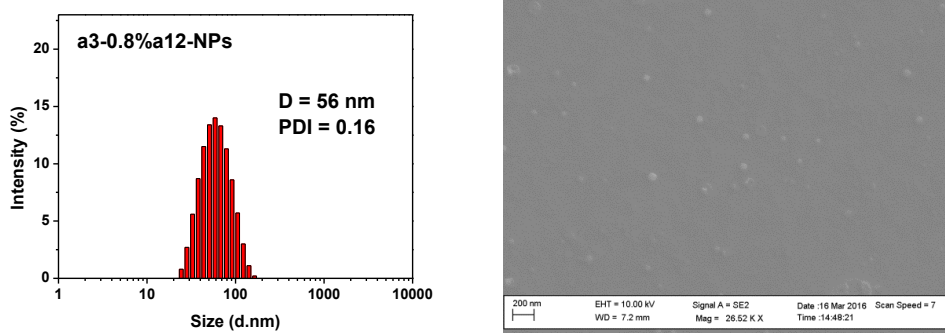 a3-0.8%a12-NPs
20
15
10
5
0
Intensity (%)
D = 56 nm
PDI = 0.16
1
10
100
1000
10000
Size (d.nm)
200 nm
EHT = 10.00 kV
Signal A = SE2
Date :16 Mar 2016
Scan Speed = 7
WD = 7.2 mm
Mag = 26.52 K X
Time :14:48:21